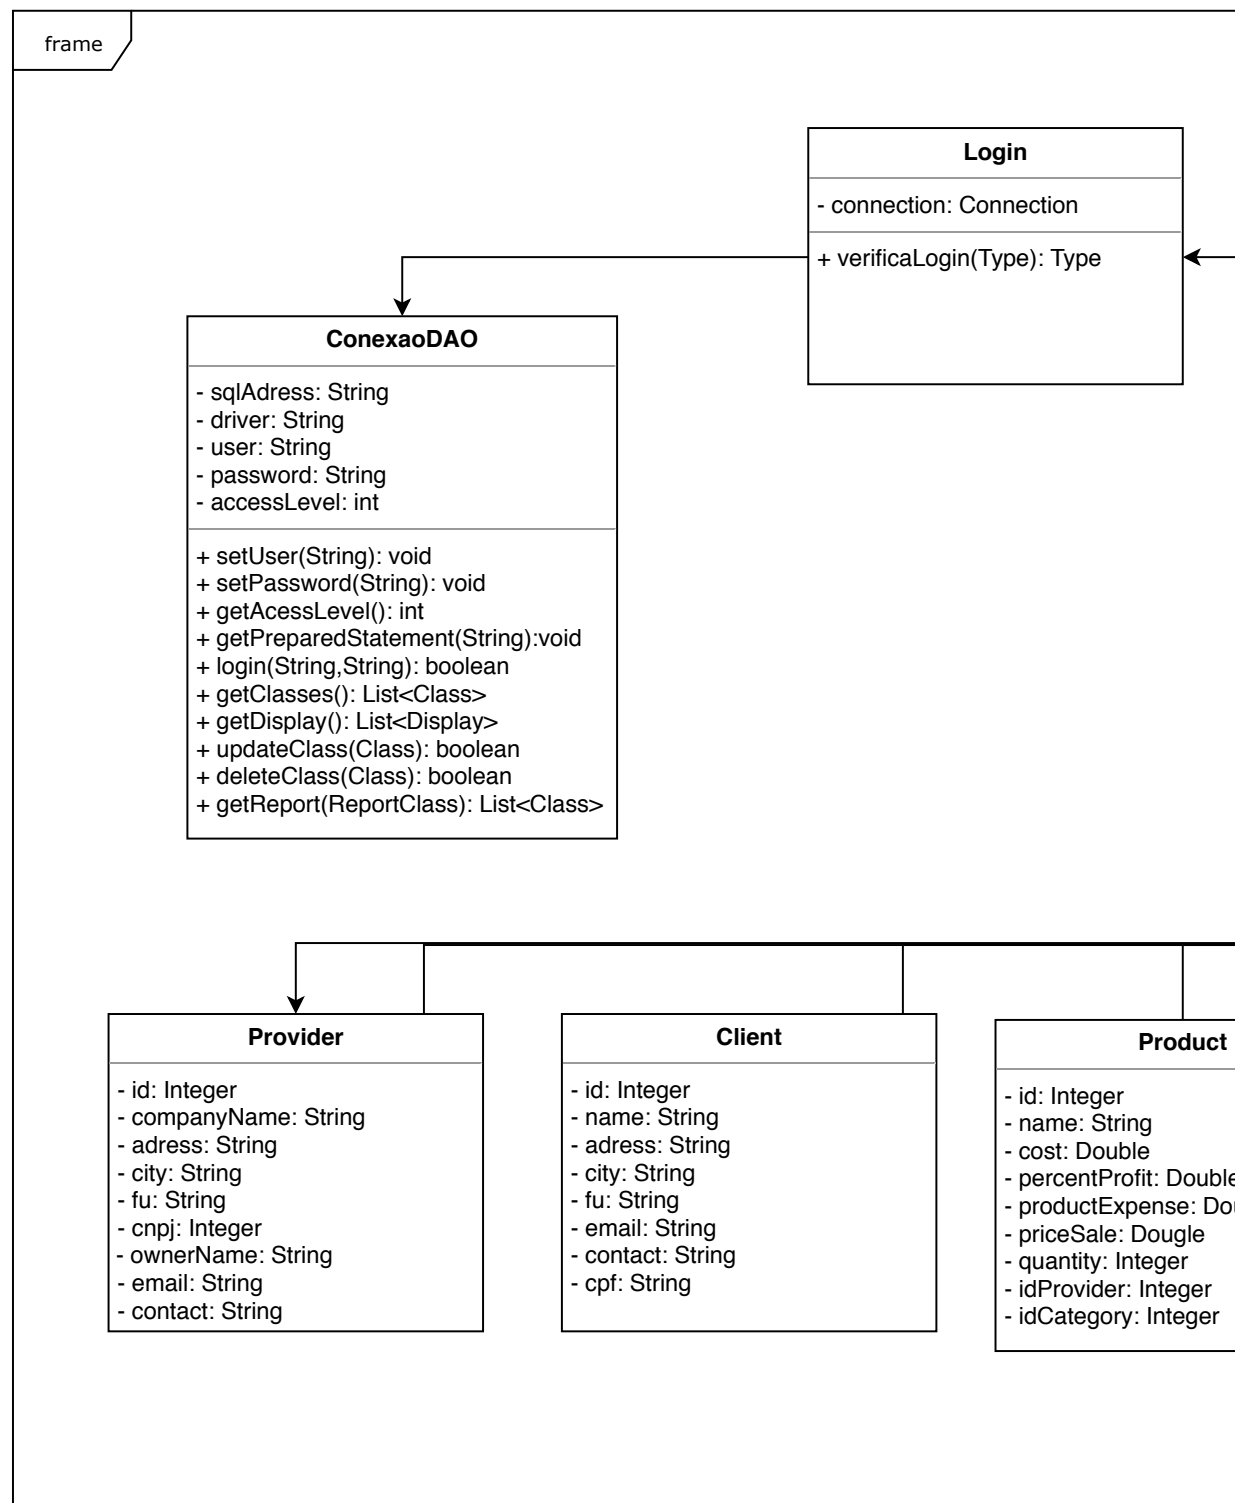 frame
Login
- connection: Connection
+ verificaLogin(Type): Type
ConexaoDAO
- sqlAdress: String
- driver: String
- user: String
- password: String
- accessLevel: int
+ setUser(String): void
+ setPassword(String): void
+ getAcessLevel(): int
+ getPreparedStatement(String):void
+ login(String,String): boolean
+ getClasses(): List<Class>
+ getDisplay(): List<Display>
+ updateClass(Class): boolean
+ deleteClass(Class): boolean
+ getReport(ReportClass): List<Class>
Provider
- id: Integer
- companyName: String
- adress: String
- city: String
- fu: String
- cnpj: Integer
- ownerName: String
- email: String
- contact: String
Client
- id: Integer
- name: String
- adress: String
- city: String
- fu: String
- email: String
- contact: String
- cpf: String
Product
- id: Integer
- name: String
- cost: Double
- percentProfit: Double
- productExpense:
- priceSale: Dougle
- quantity: Integer
- idProvider: Integer
- idCategory: Integer